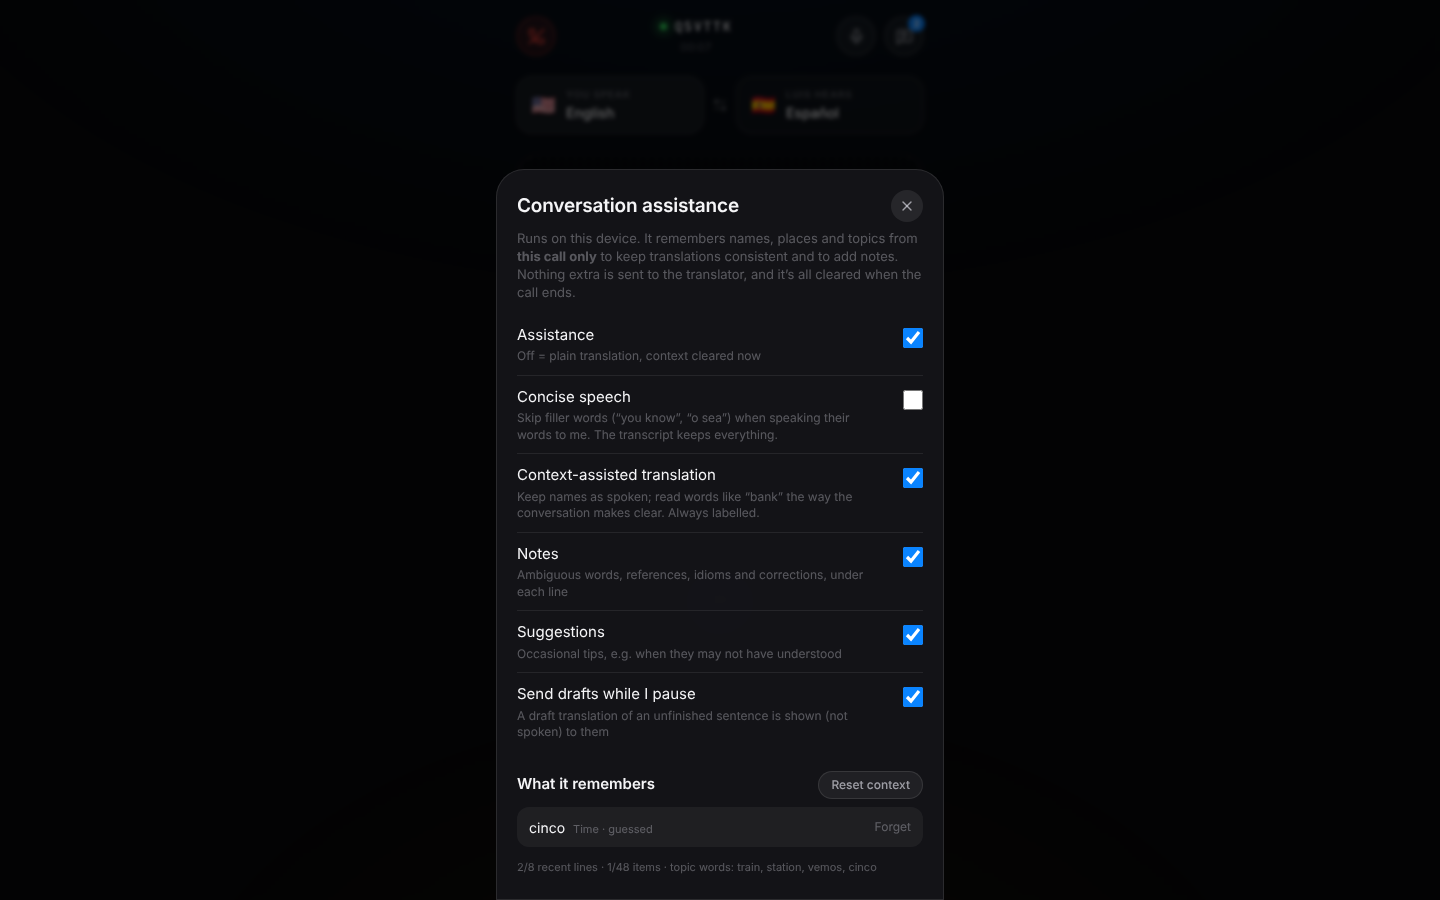 QSVTTX
English
Español
Conversation assistance
Runs on this device. It remembers names, places and topics from
this call only to keep translations consistent and to add notes.
Nothing extra is sent to the translator, and it’s all cleared when the
call ends.
Assistance
Off = plain translation, context cleared now
Concise speech
Skip filler words (“you know”, “o sea”) when speaking their
words to me. The transcript keeps everything.
Context-assisted translation
Keep names as spoken; read words like “bank” the way the
conversation makes clear. Always labelled.
Notes
Ambiguous words, references, idioms and corrections, under
each line
Suggestions
Occasional tips, e.g. when they may not have understood
Send drafts while I pause
A draft translation of an unfinished sentence is shown (not
spoken) to them
What it remembers
Reset context
cinco Time · guessed
Forget
2/8 recent lines · 1/48 items · topic words: train, station, vemos, cinco